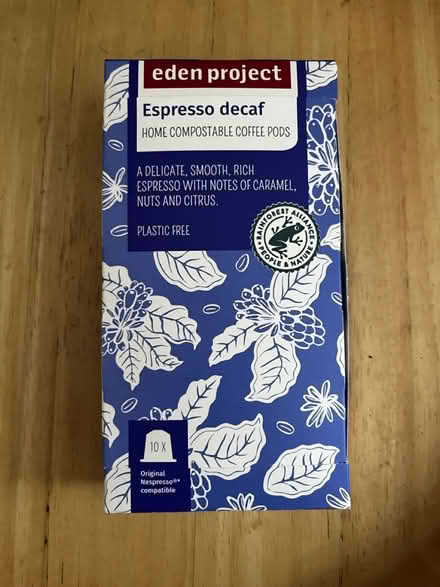 eden project
Espresso decaf
HOME COMPOSTABLE COFFEE PODS
A DELICATE, SMOOTH, RICH
ESPRESSO WITH NOTES OF CARAMEL,
NUTS AND CITRUS.
PLASTIC FREE
RAINFOREST ALLIANCE
PEOPLE & NATURE
10 X
Original
Nespresso®*
compatible